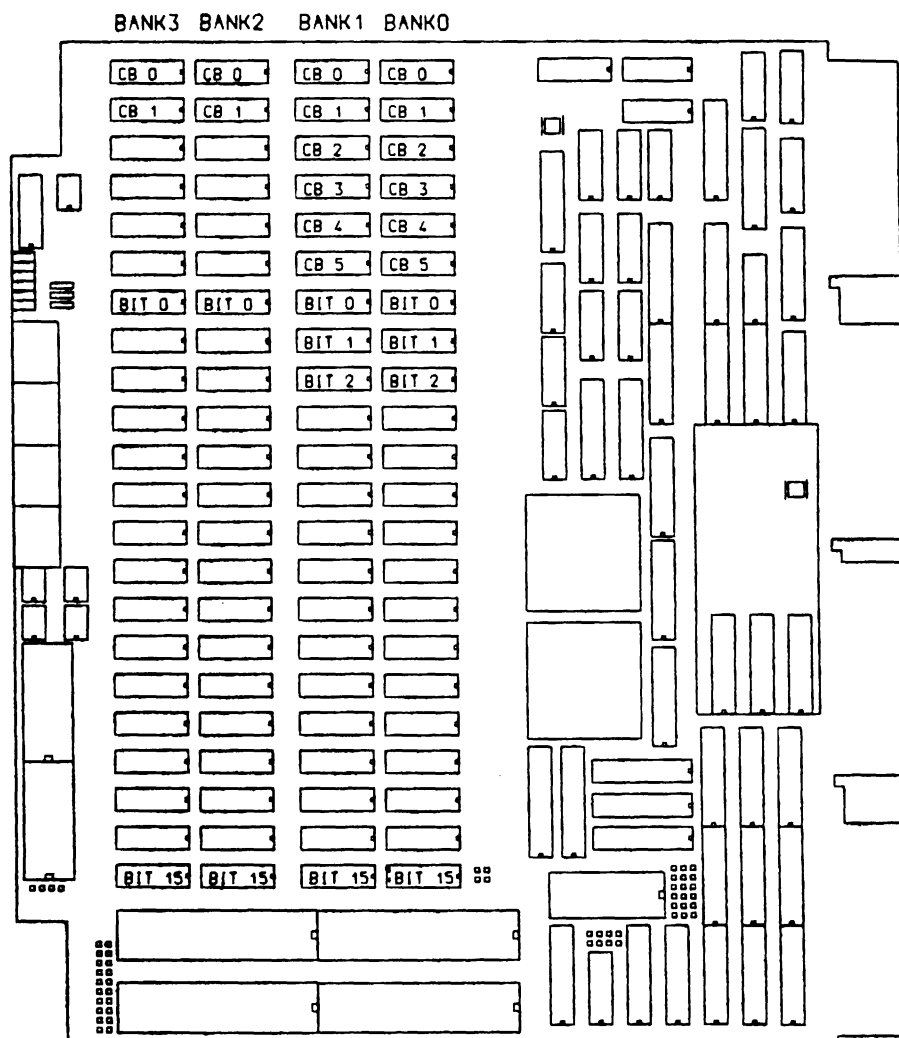 BANK3 BANK2 BANK1 BANK0
CB 0 CB 0 CB 0 CB 0
CB 1 CB 1 CB 1 CB 1
CB 2 CB 2
CB 3 CB 3
CB 4 CB 4
CB 5 CB 5
BIT 0 BIT 0 BIT 0 BIT 0
BIT 1 BIT 1
BIT 2 BIT 2
BIT 15 BIT 15 BIT 15 BIT 15